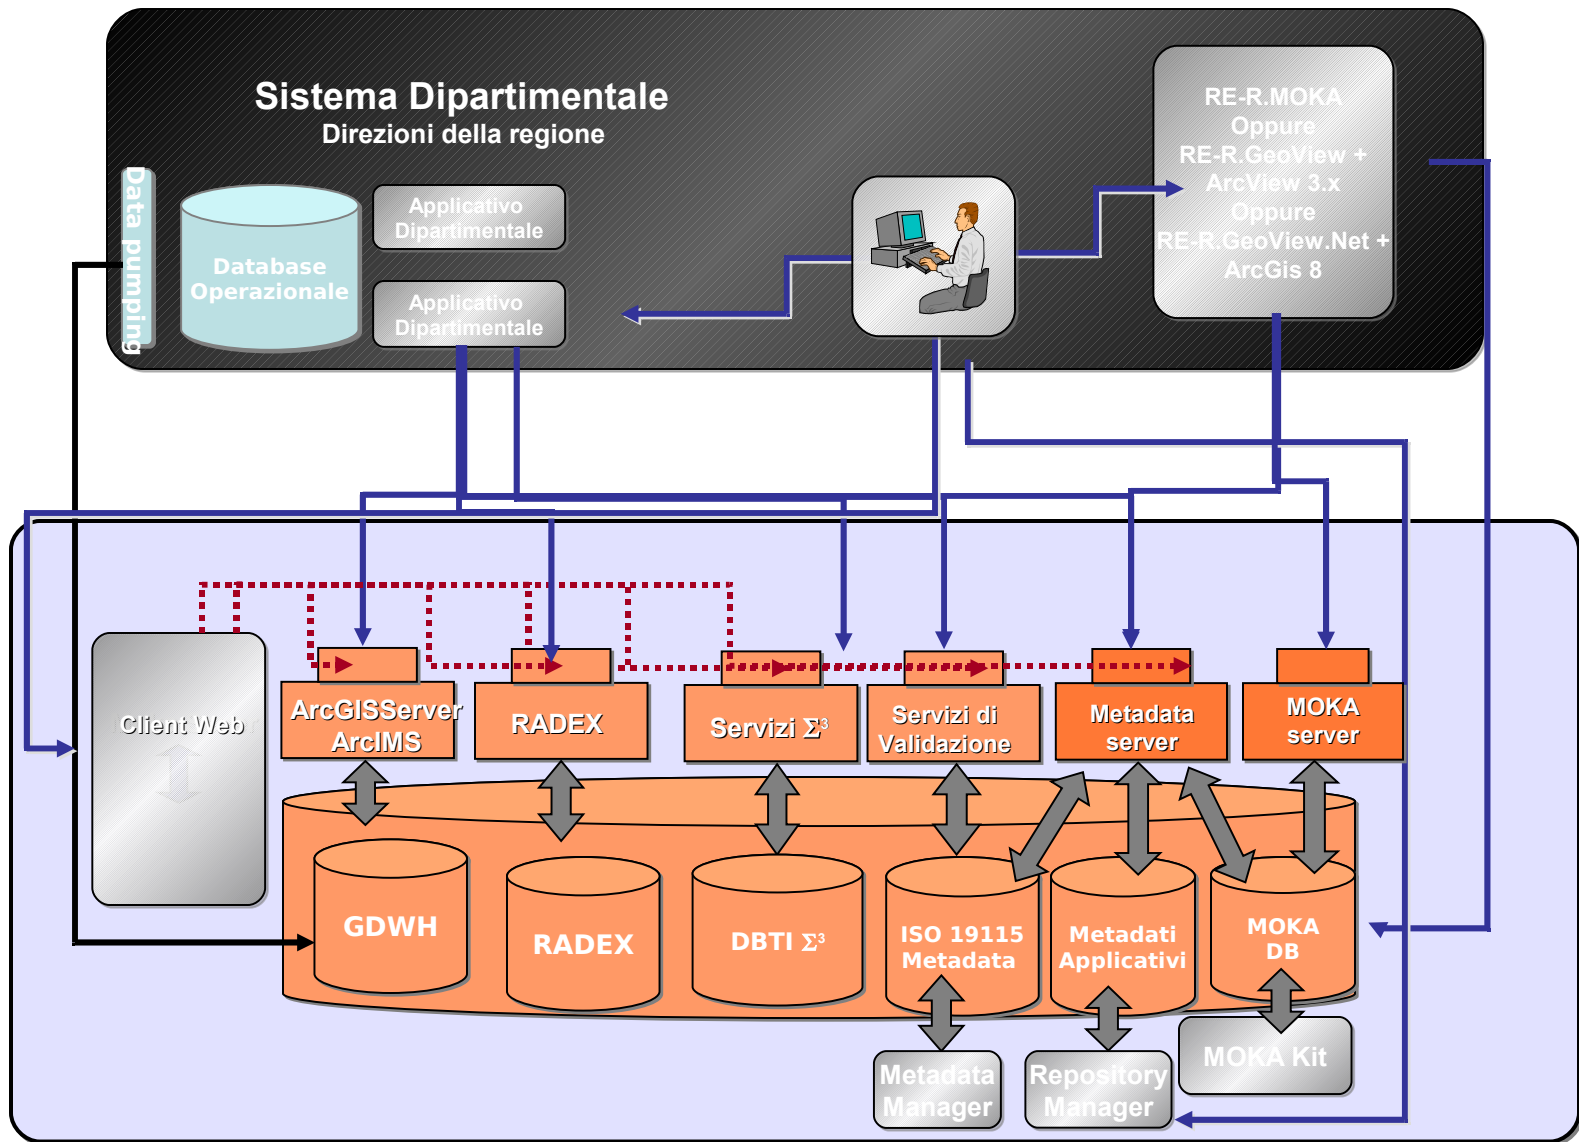 Sistema Dipartimentale
Direzioni della regione
RE-R.MOKA
Oppure
RE-R.GeoView +
ArcView 3.x
Oppure
RE-R.GeoView.Net +
ArcGis 8
Data pumping
Database
Operazionale
Applicativo
Dipartimentale
Applicativo
Dipartimentale
Client Web
ArcGISServer
ArcIMS
RADEX
Servizi Σ³
Servizi di
Validazione
Metadata
server
MOKA
server
GDWH
RADEX
DBTI Σ³
ISO 19115
Metadata
Metadati
Applicativi
MOKA
DB
Metadata
Manager
Repository
Manager
MOKA Kit